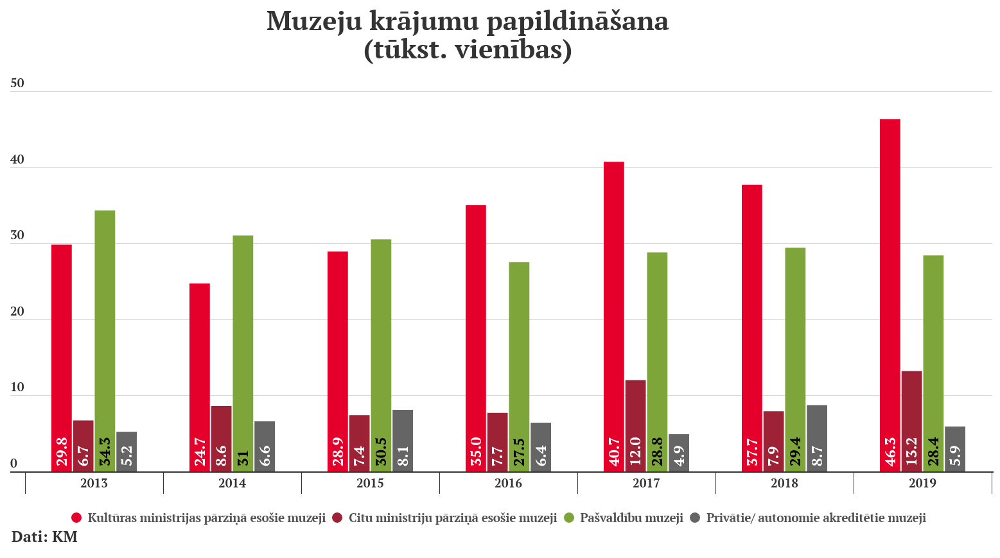 Muzeju krājumu papildināšana
(tūkst. vienības)
50
40
30
20
10
0
29.8 6.7 34.3 5.2
24.7 8.6 31 6.6
28.9 7.4 30.5 8.1
35.0 7.7 27.5 6.4
40.7 12.0 28.8 4.9
37.7 7.9 29.4 8.7
46.3 13.2 28.4 5.9
2013 2014 2015 2016 2017 2018 2019
Kultūras ministrijas pārziņā esošie muzeji Citu ministriju pārziņā esošie muzeji Pašvaldību muzeji Privātie/ autonomie akreditētie muzeji
Dati: KM